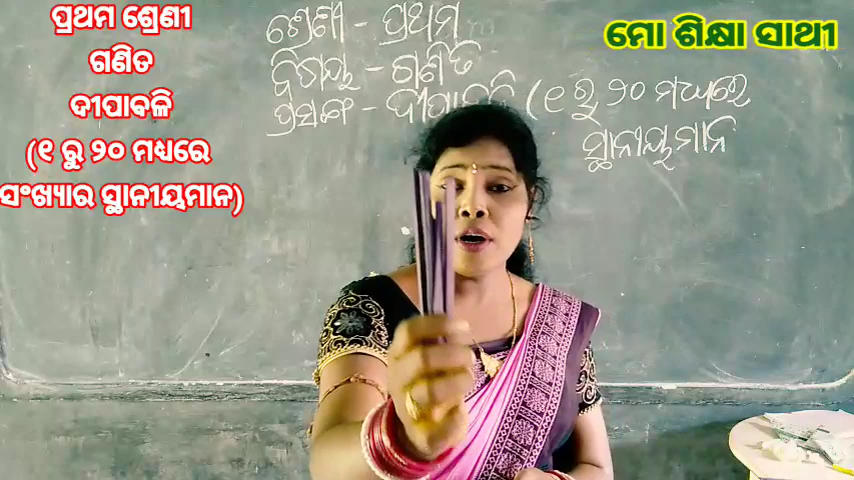 ପ୍ରଥମ ଶ୍ରେଣୀ
ଗଣିତ
ଦୀପାବଳି
(୧ ରୁ ୨୦ ମଧ୍ୟରେ
ସଂଖ୍ୟାର ସ୍ଥାନୀୟମାନ)
ମୋ ଶିକ୍ଷା ସାଥୀ
ଶ୍ରେଣୀ - ପ୍ରଥମ
ବିଷୟ - ଗଣିତ
ପ୍ରସଙ୍ଗ - ଦୀପାବଳି (୧ ରୁ ୨୦ ମଧ୍ୟରେ
ସ୍ଥାନୀୟମାନ